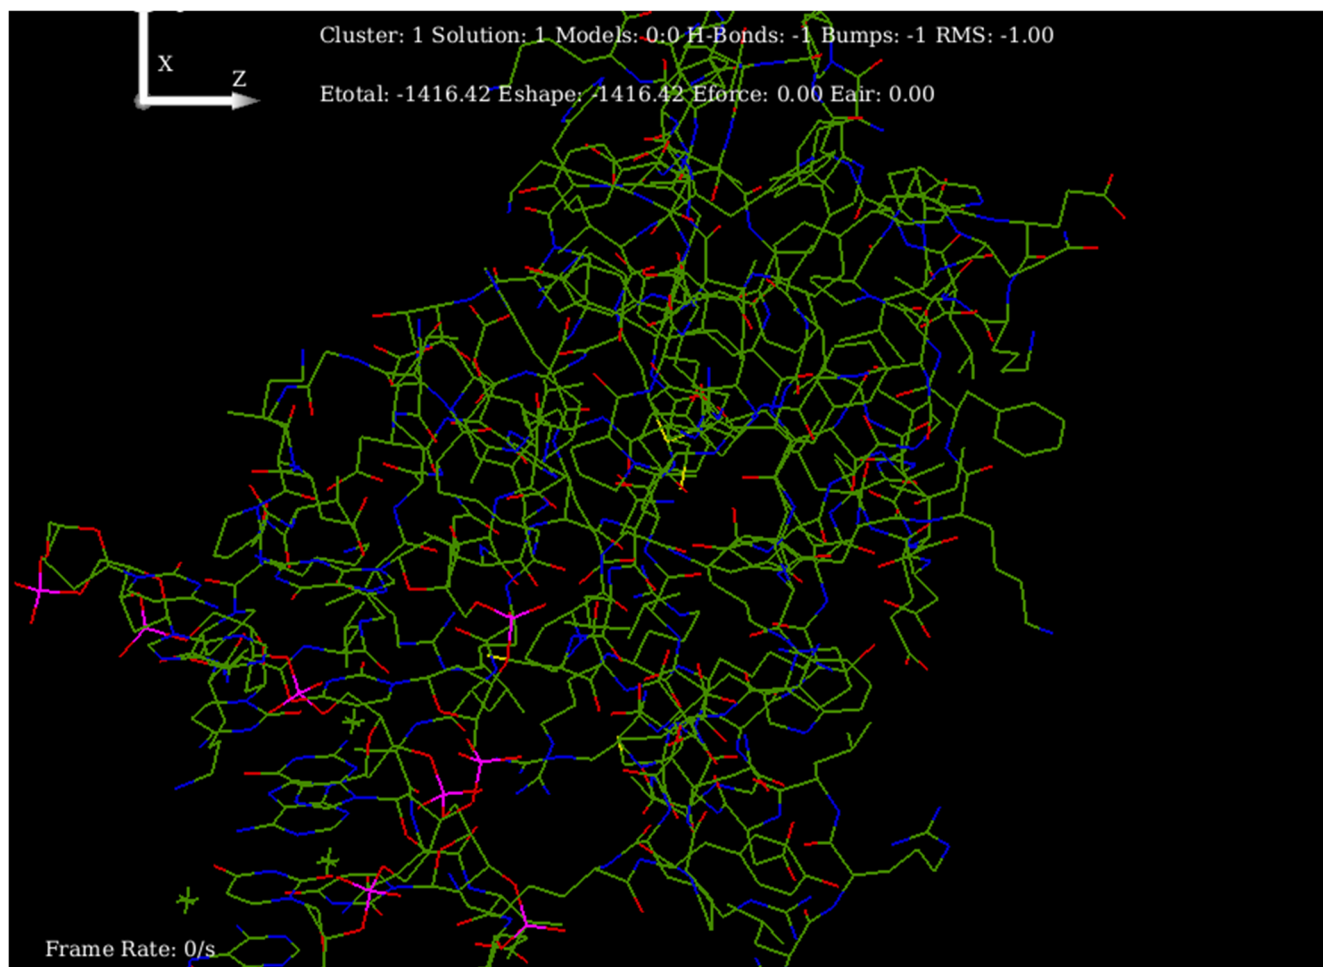 Cluster: 1 Solution: 1 Models: 0:0 H-Bonds: -1 Bumps: -1 RMS: -1.00
X
Z
Etotal: -1416.42 Eshape: -1416.42 Eforce: 0.00 Eair: 0.00
Frame Rate: 0/s